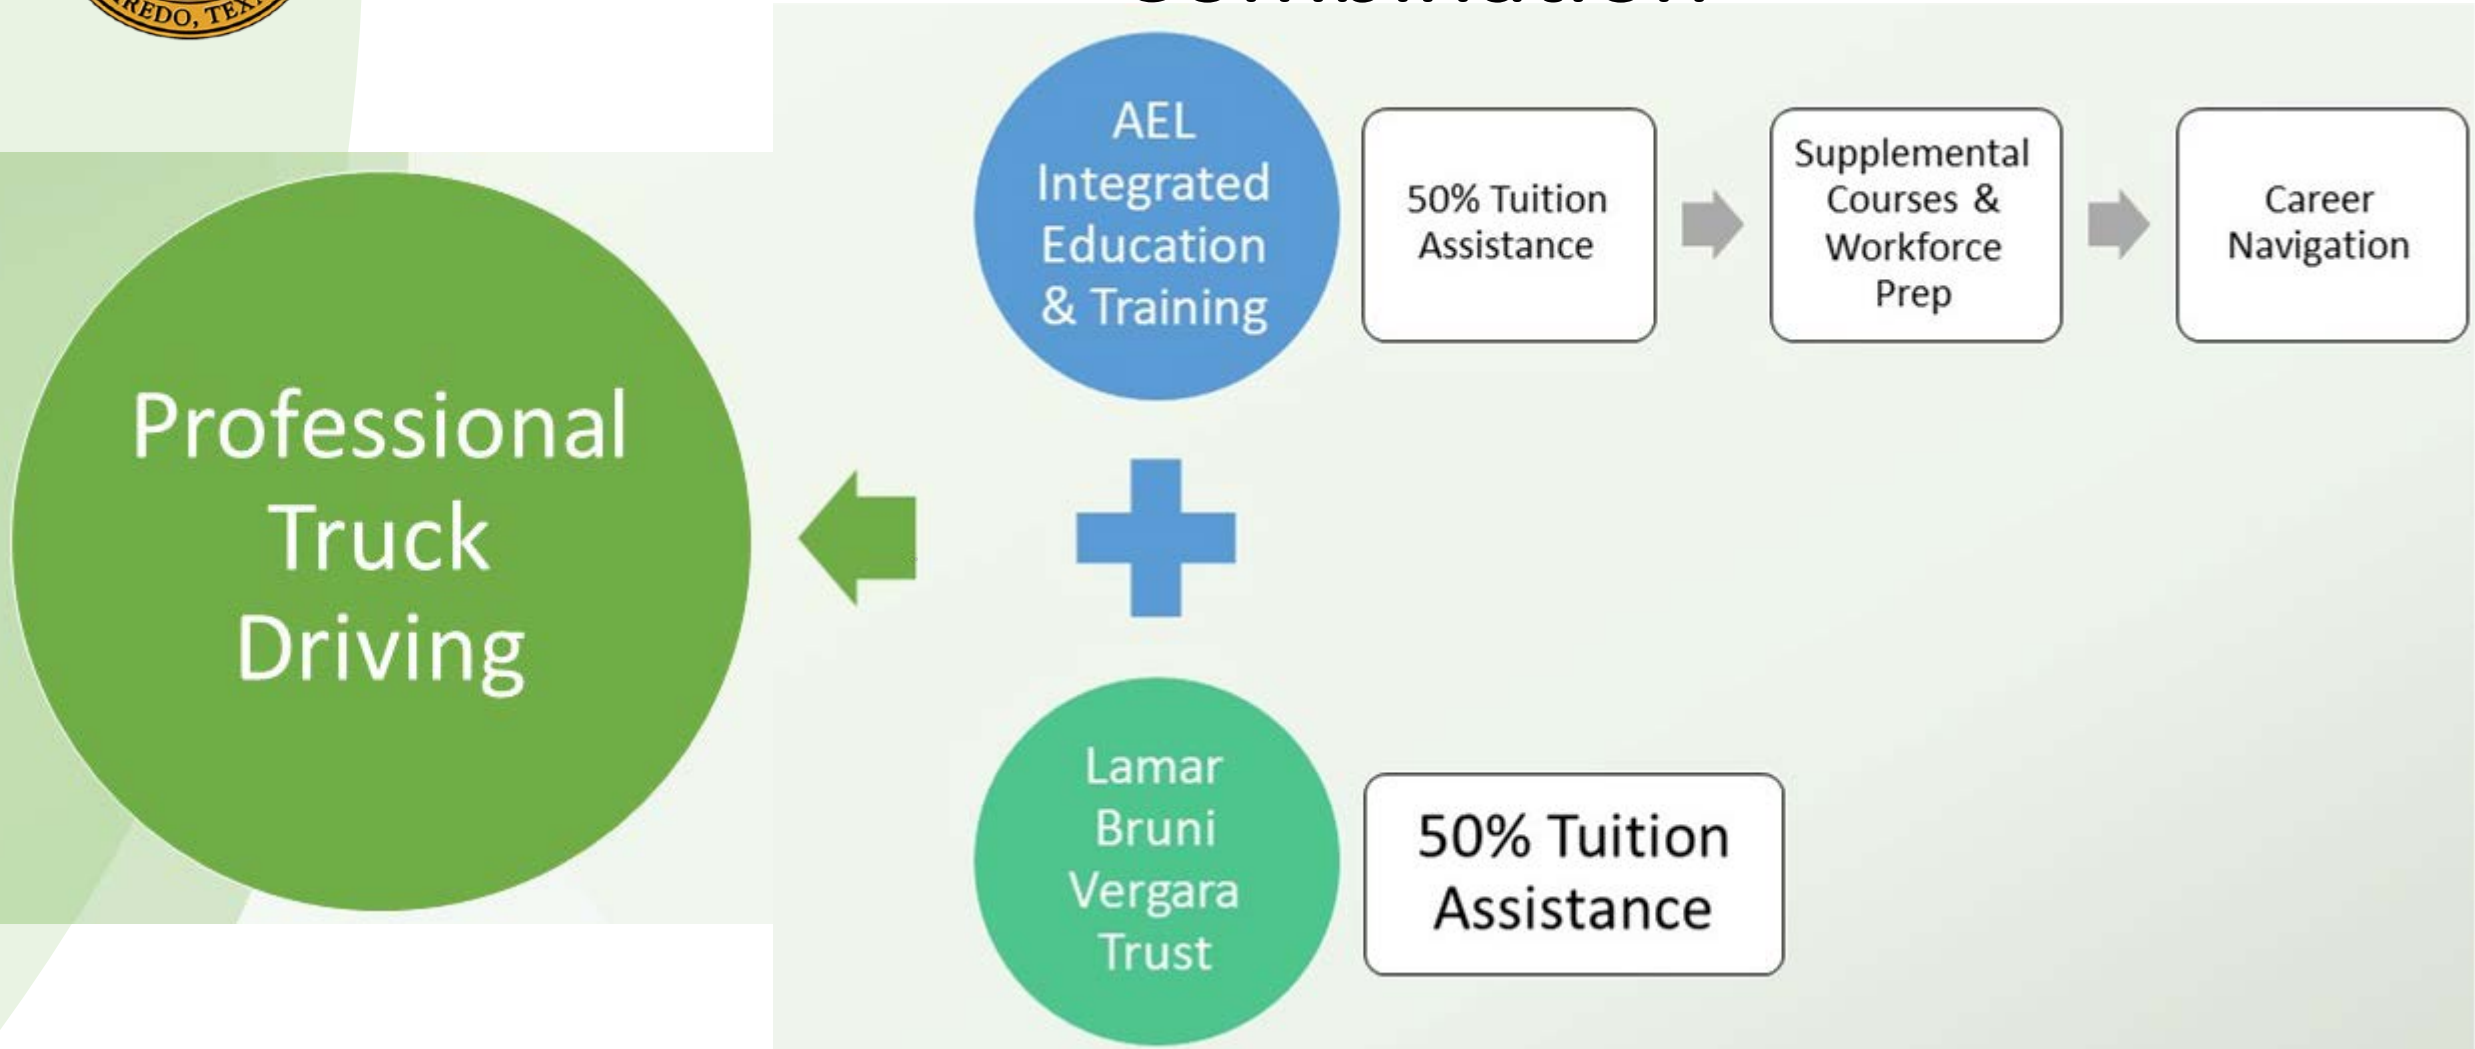 Professional
Truck
Driving
AEL
Integrated
Education
& Training
50% Tuition
Assistance
Supplemental
Courses &
Workforce
Prep
Career
Navigation
Lamar
Bruni
Vergara
Trust
50% Tuition
Assistance